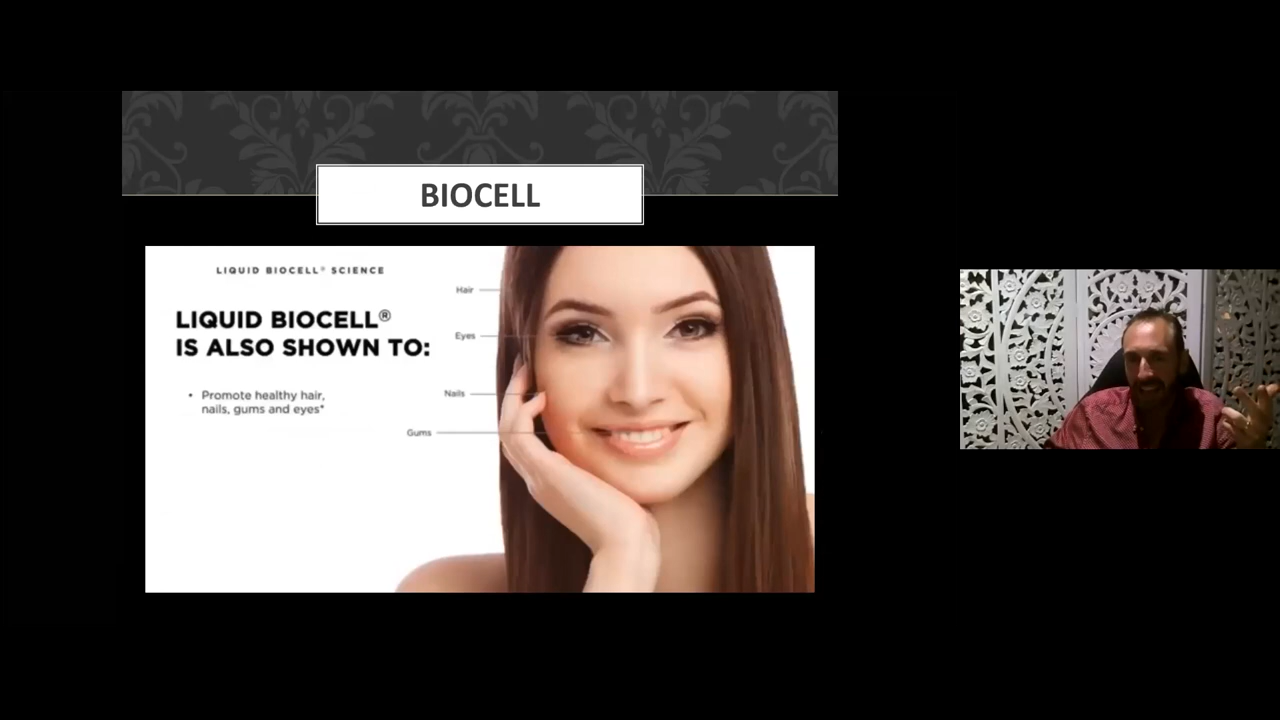 BIOCELL
LIQUID BIOCELL® SCIENCE
LIQUID BIOCELL®
IS ALSO SHOWN TO:
• Promote healthy hair,
nails, gums and eyes*
Hair
Eyes
Nails
Gums